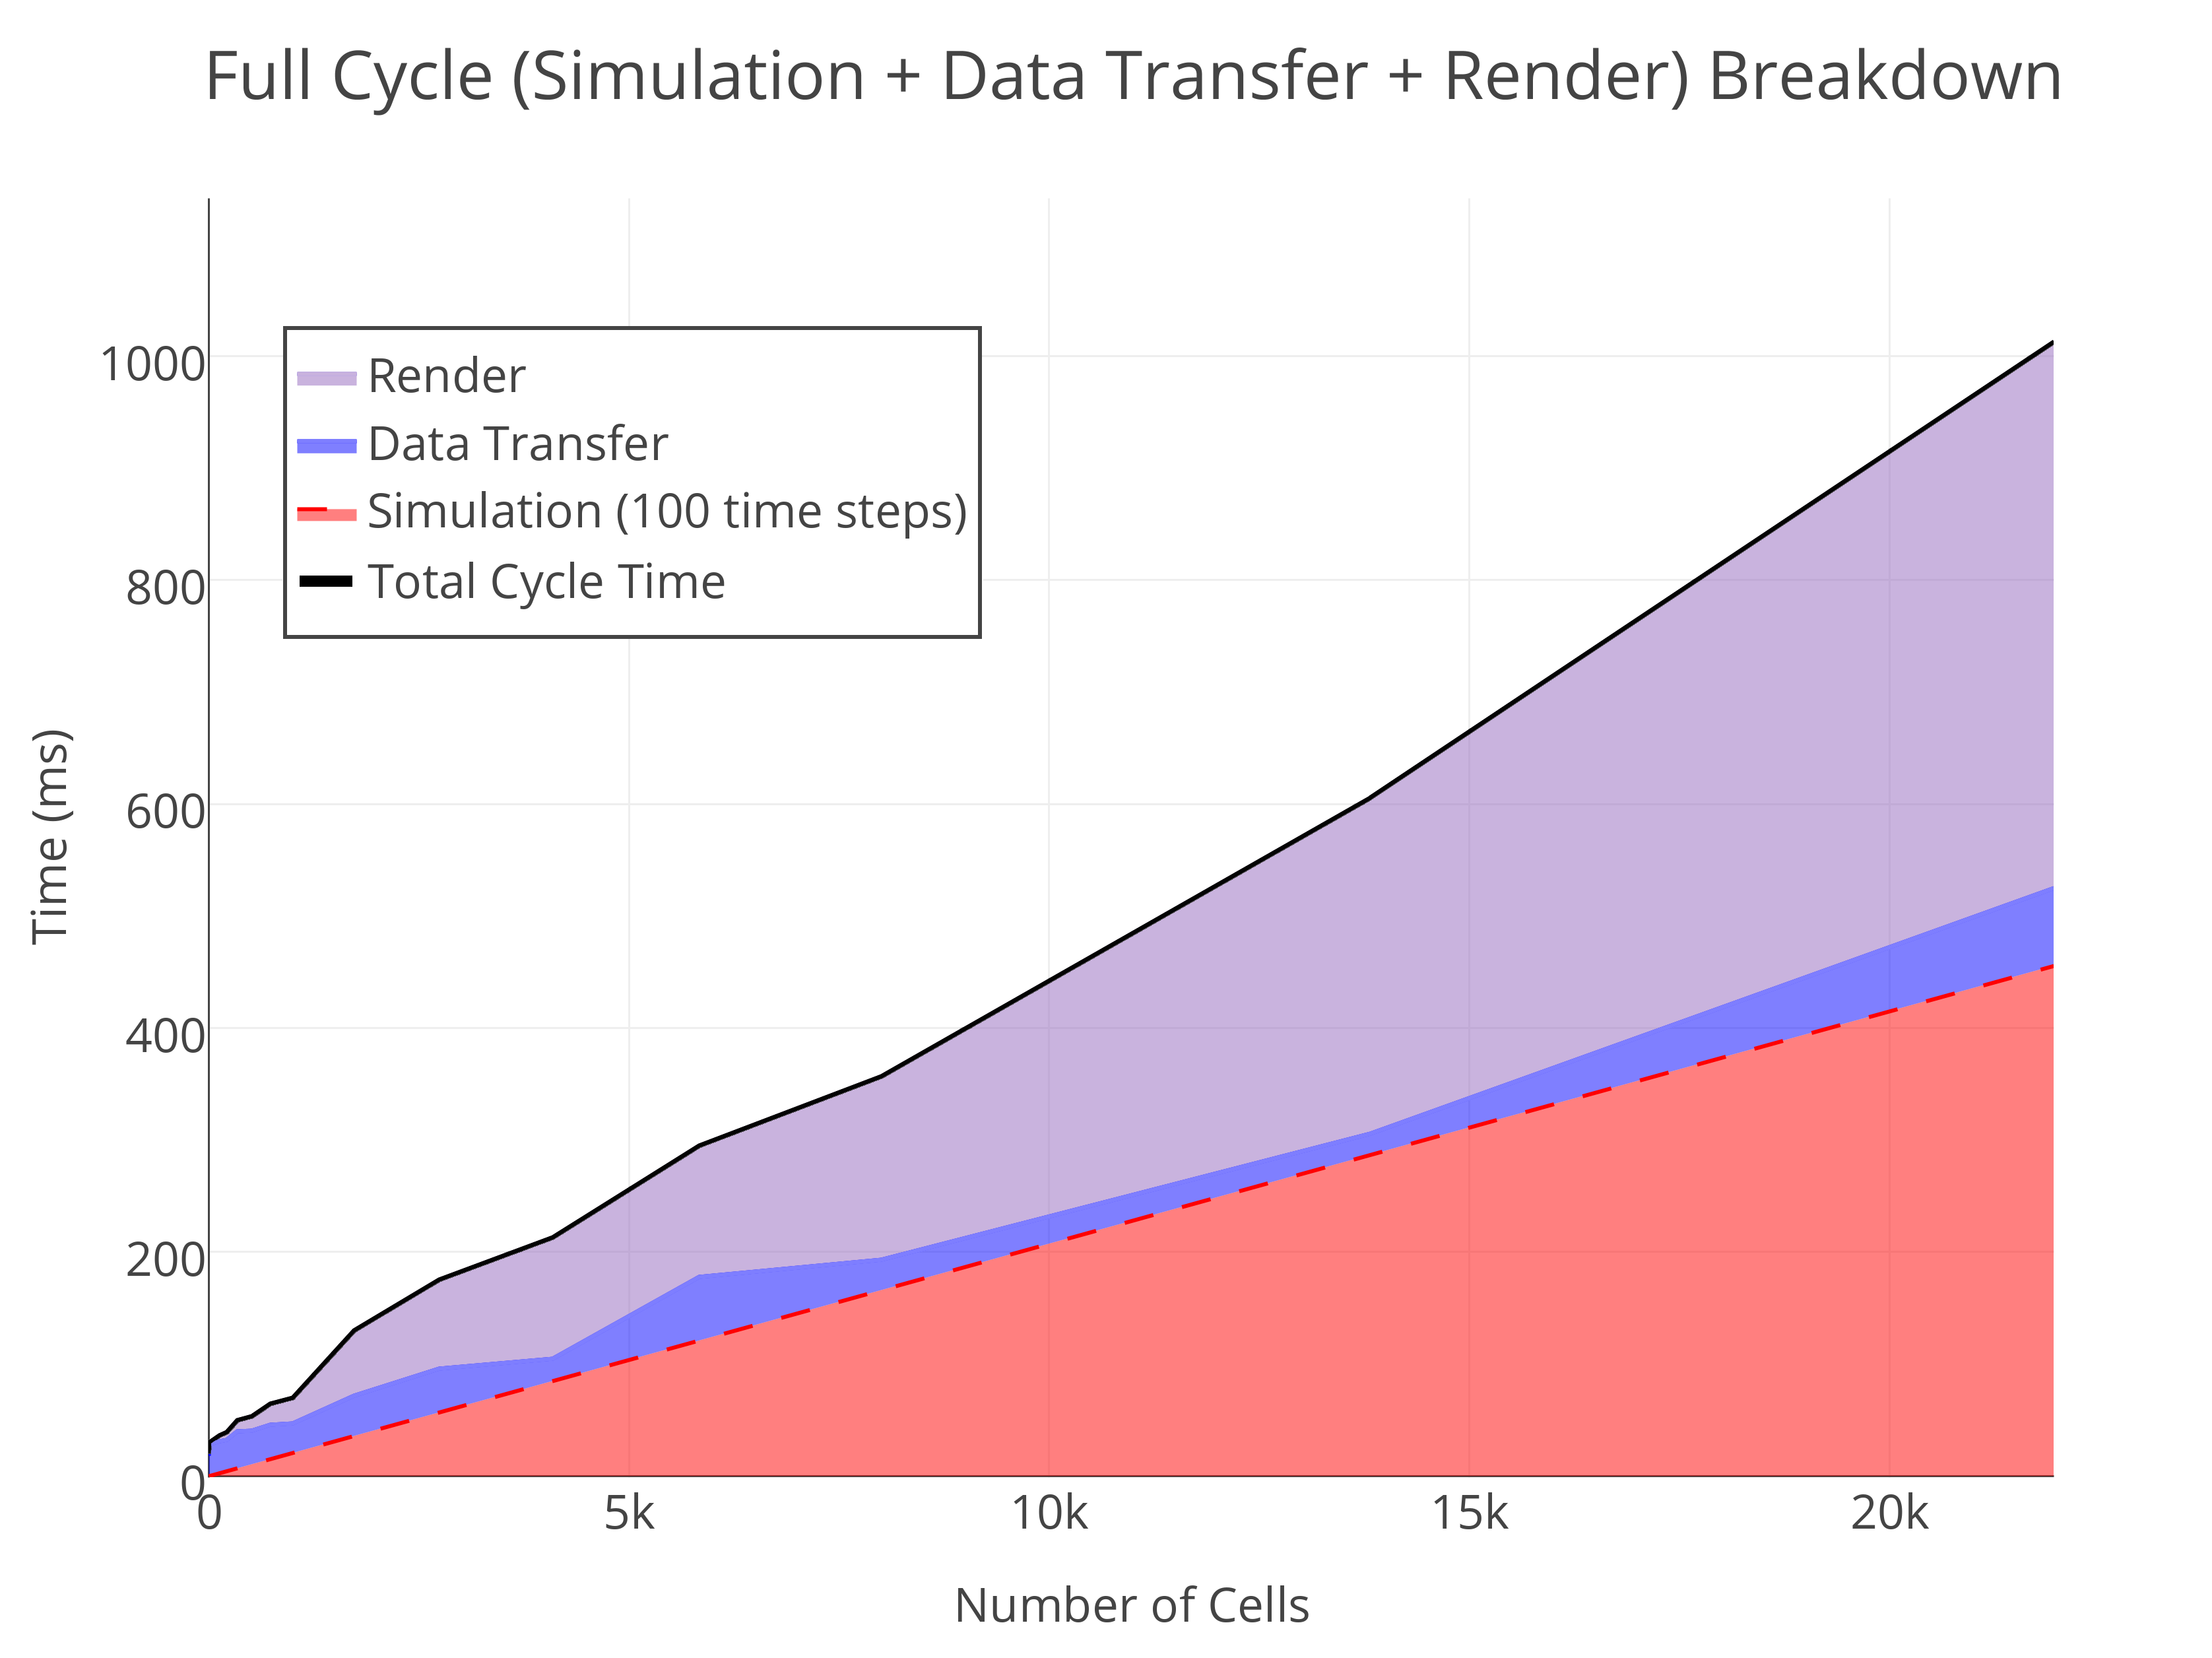 Full Cycle (Simulation + Data Transfer + Render) Breakdown
Render
Data Transfer
Simulation (100 time steps)
Total Cycle Time
Time (ms)
1000
800
600
400
200
0
0
5k
10k
15k
20k
Number of Cells